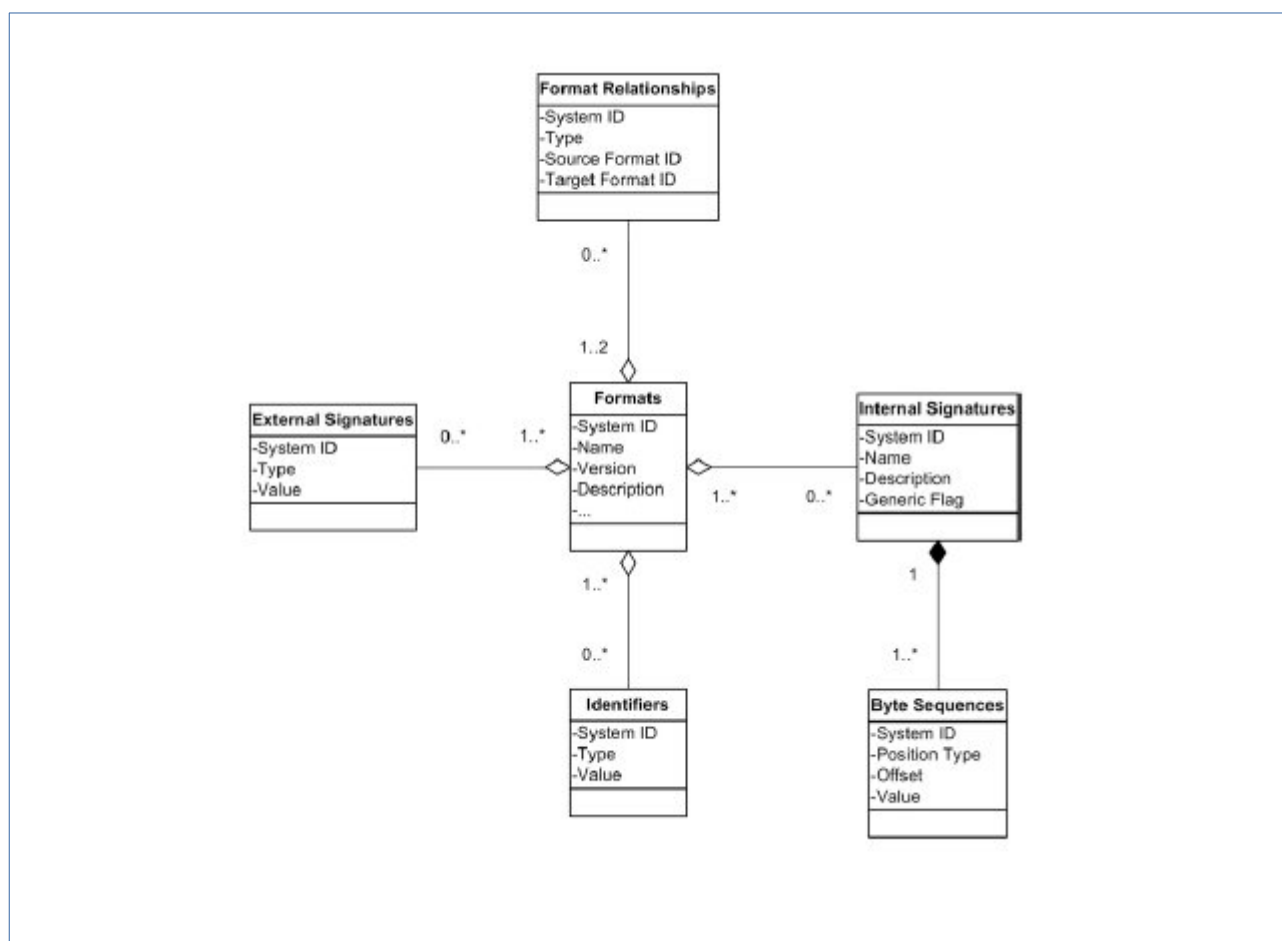 Format Relationships
-System ID
-Type
-Source Format ID
-Target Format ID
0..*
1..2
External Signatures
-System ID
-Type
-Value
0..*
1..*
Formats
-System ID
-Name
-Version
-Description
-...
1..*
0..*
Internal Signatures
-System ID
-Name
-Description
-Generic Flag
1..*
0..*
Identifiers
-System ID
-Type
-Value
1
1..*
Byte Sequences
-System ID
-Position Type
-Offset
-Value